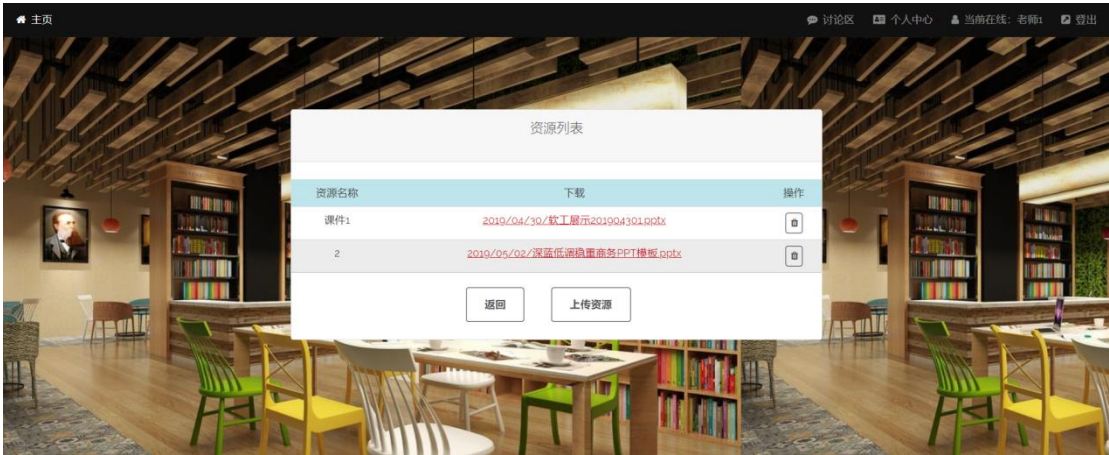 主页 讨论区 个人中心 当前在线：老师1 登出
资源列表
资源名称 下载 操作
课件1 2019/04/30/软工展示201904301.pptx
2 2019/05/02/深蓝低调稳重商务PPT模板.pptx
返回 上传资源